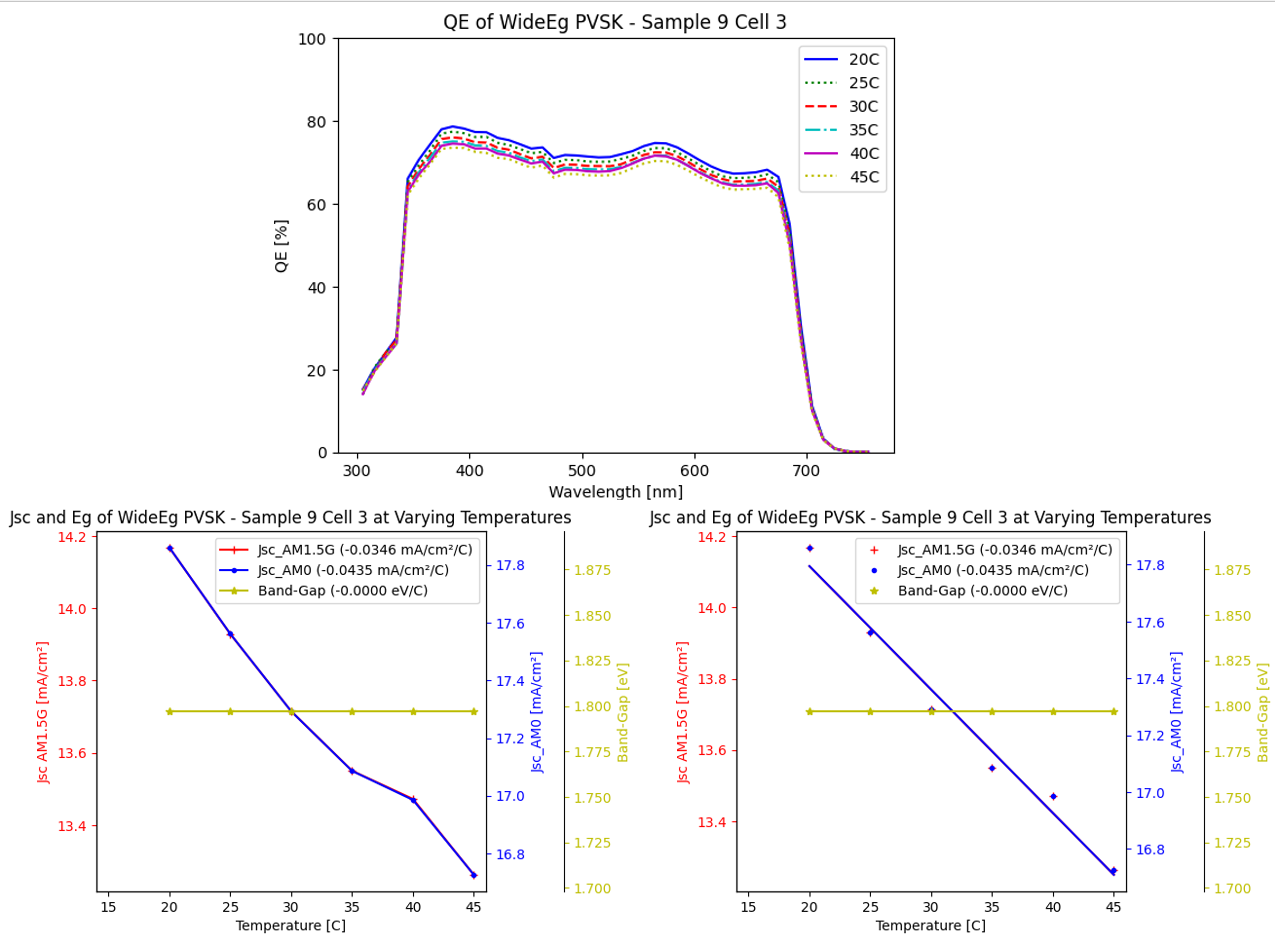 QE of WideEg PVSK - Sample 9 Cell 3
100
80
60
40
20
0
QE [%]
20C
25C
30C
35C
40C
45C
300 400 500 600 700
Wavelength [nm]
Jsc and Eg of WideEg PVSK - Sample 9 Cell 3 at Varying Temperatures
Jsc_AM1.5G (-0.0346 mA/cm²/C)
Jsc_AM0 (-0.0435 mA/cm²/C)
Band-Gap (-0.0000 eV/C)
14.2
14.0
13.8
13.6
13.4
Jsc AM1.5G [mA/cm²]
17.8
17.6
17.4
17.2
17.0
16.8
Jsc_AM0 [mA/cm²]
1.875
1.850
1.825
1.800
1.775
1.750
1.725
1.700
Band-Gap [eV]
15 20 25 30 35 40 45
Temperature [C]
Jsc and Eg of WideEg PVSK - Sample 9 Cell 3 at Varying Temperatures
Jsc_AM1.5G (-0.0346 mA/cm²/C)
Jsc_AM0 (-0.0435 mA/cm²/C)
Band-Gap (-0.0000 eV/C)
14.2
14.0
13.8
13.6
13.4
Jsc AM1.5G [mA/cm²]
17.8
17.6
17.4
17.2
17.0
16.8
Jsc_AM0 [mA/cm²]
1.875
1.850
1.825
1.800
1.775
1.750
1.725
1.700
Band-Gap [eV]
15 20 25 30 35 40 45
Temperature [C]